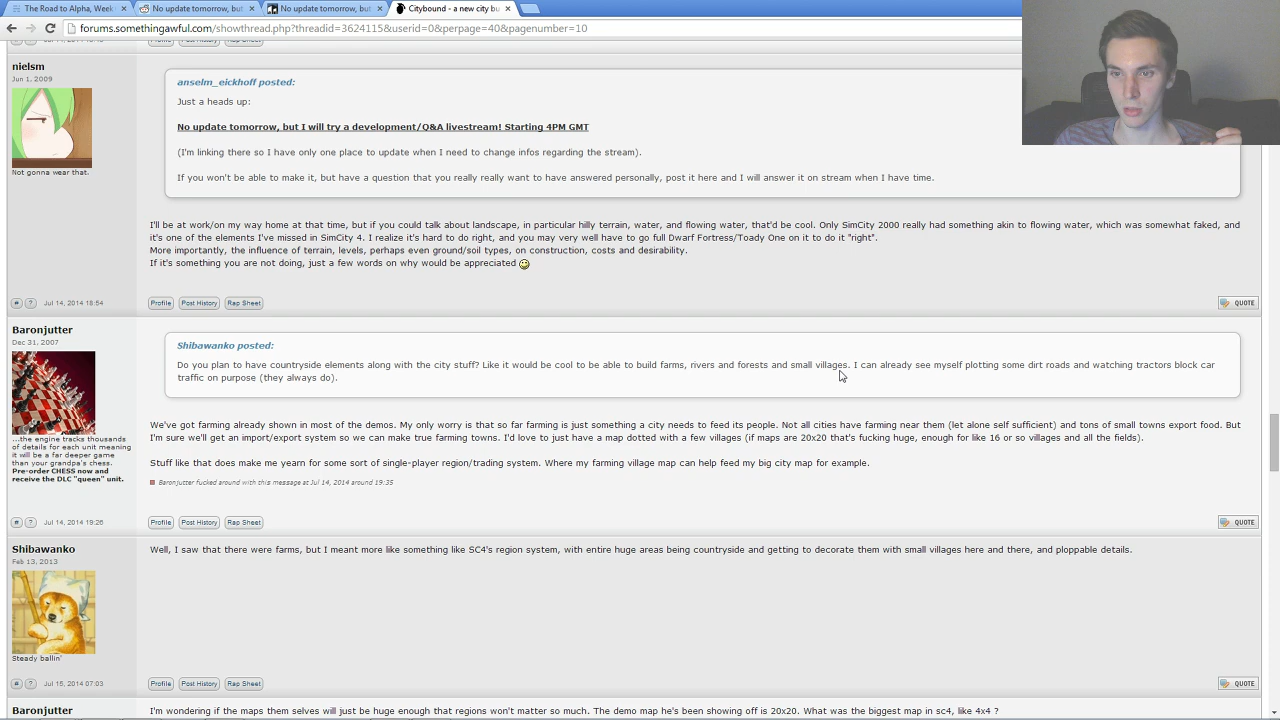 The Road to Alpha, Week
No update tomorrow, but
No update tomorrow, but
Citybound - a new city bu
forums.somethingawful.com/showthread.php?threadid=3624115&userid=0&perpage=40&pagenumber=10
Profile Post History Rap Sheet
nielsm
Jun 1, 2009
Not gonna wear that.
anselm_eickhoff posted:
Just a heads up:
No update tomorrow, but I will try a development/Q&A livestream! Starting 4PM GMT
(I'm linking there so I have only one place to update when I need to change infos regarding the stream).
If you won't be able to make it, but have a question that you really really want to have answered personally, post it here and I will answer it on stream when I have time.
I'll be at work/on my way home at that time, but if you could talk about landscape, in particular hilly terrain, water, and flowing water, that'd be cool. Only SimCity 2000 really had something akin to flowing water, which was somewhat faked, and
it's one of the elements I've missed in SimCity 4. I realize it's hard to do right, and you may very well have to go full Dwarf Fortress/Toady One on it to do it "right".
More importantly, the influence of terrain, levels, perhaps even ground/soil types, on construction, costs and desirability.
If it's something you are not doing, just a few words on why would be appreciated
# ? Jul 14, 2014 18:54
Profile Post History Rap Sheet
QUOTE
Baronjutter
Dec 31, 2007
...the engine tracks thousands
of details for each unit meaning
it will be a far deeper game
than your grandpa's chess.
Pre-order CHESS now and
receive the DLC "queen" unit.
Shibawanko posted:
Do you plan to have countryside elements along with the city stuff? Like it would be cool to be able to build farms, rivers and forests and small villages. I can already see myself plotting some dirt roads and watching tractors block car
traffic on purpose (they always do).
We've got farming already shown in most of the demos. My only worry is that so far farming is just something a city needs to feed its people. Not all cities have farming near them (let alone self sufficient) and tons of small towns export food. But
I'm sure we'll get an import/export system so we can make true farming towns. I'd love to just have a map dotted with a few villages (if maps are 20x20 that's fucking huge, enough for like 16 or so villages and all the fields).
Stuff like that does make me yearn for some sort of single-player region/trading system. Where my farming village map can help feed my big city map for example.
Baronjutter fucked around with this message at Jul 14, 2014 around 19:35
# ? Jul 14, 2014 19:26
Profile Post History Rap Sheet
QUOTE
Shibawanko
Feb 13, 2013
Steady ballin'
Well, I saw that there were farms, but I meant more like something like SC4's region system, with entire huge areas being countryside and getting to decorate them with small villages here and there, and ploppable details.
# ? Jul 15, 2014 07:03
Profile Post History Rap Sheet
QUOTE
Baronjutter
I'm wondering if the maps them selves will just be huge enough that regions won't matter so much. The demo map he's been showing off is 20x20. What was the biggest map in sc4, like 4x4 ?